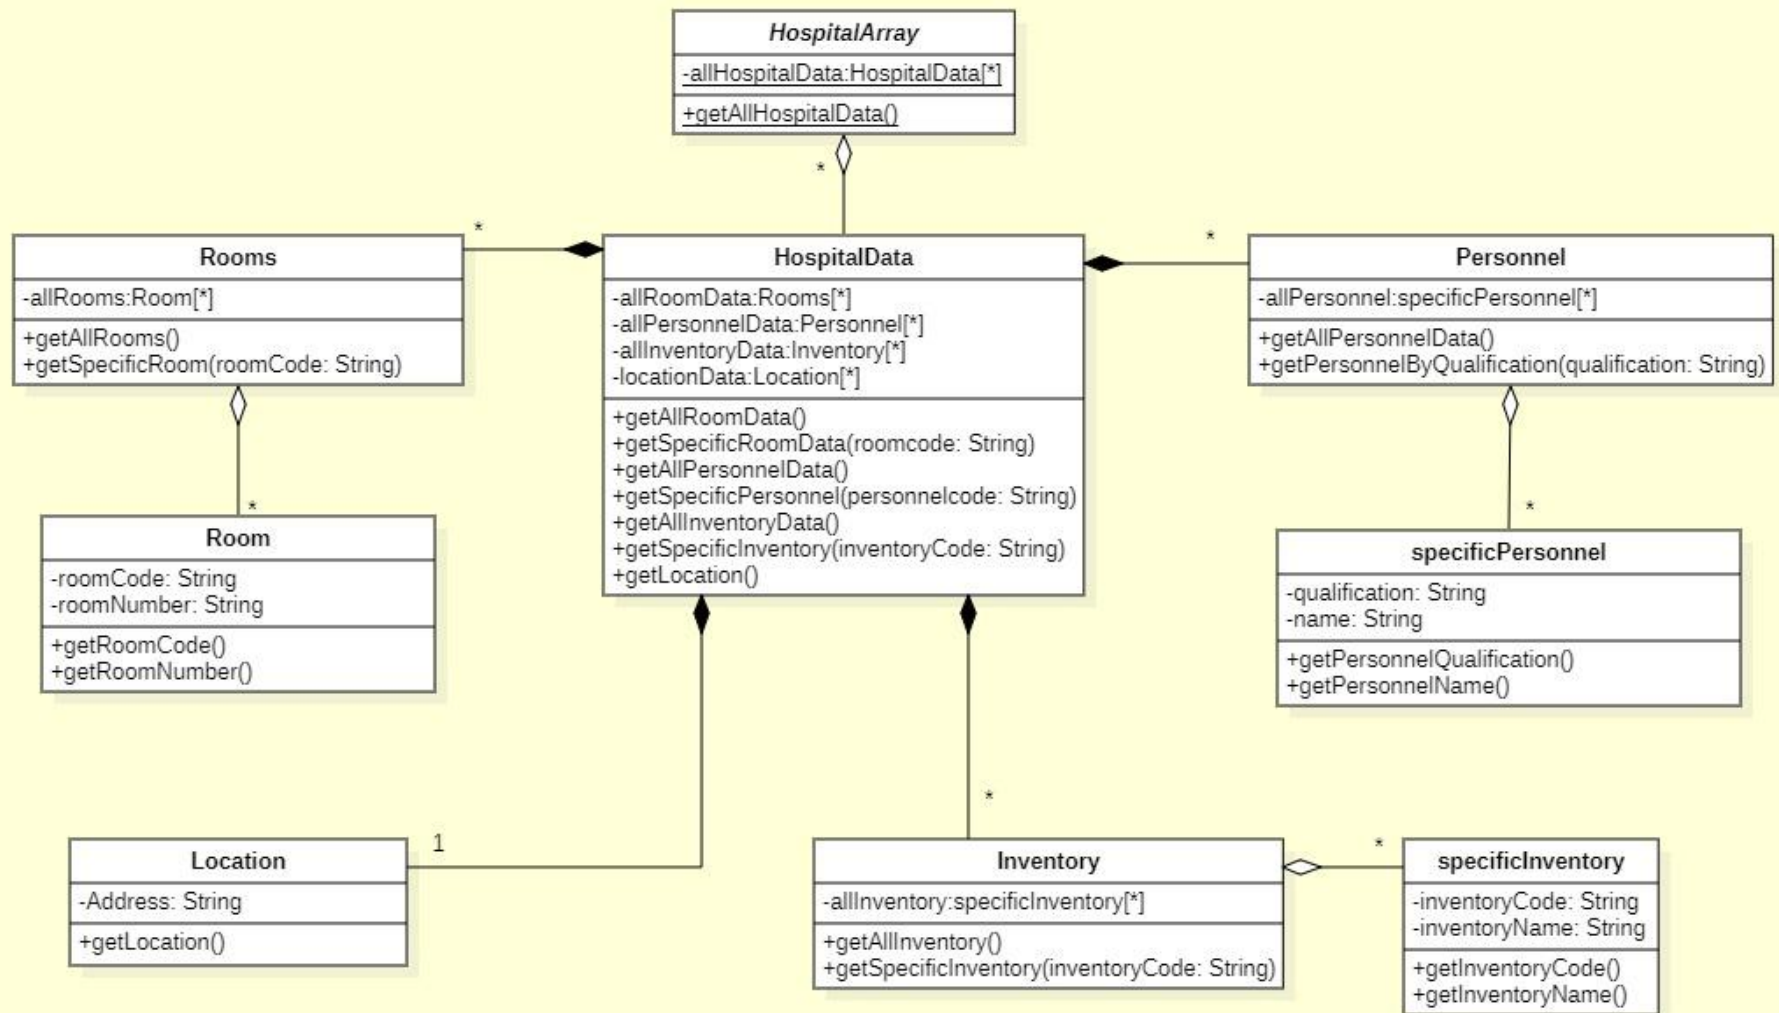 HospitalArray
-allHospitalData:HospitalData[*]
+getAllHospitalData()
*
*
Rooms
-allRooms:Room[*]
+getAllRooms()
+getSpecificRoom(roomCode: String)
HospitalData
-allRoomData:Rooms[*]
-allPersonnelData:Personnel[*]
-allInventoryData:Inventory[*]
-locationData:Location[*]
+getAllRoomData()
+getSpecificRoomData(roomcode: String)
+getAllPersonnelData()
+getSpecificPersonnel(personnelcode: String)
+getAllInventoryData()
+getSpecificInventory(inventoryCode: String)
+getLocation()
*
Personnel
-allPersonnel:specificPersonnel[*]
+getAllPersonnelData()
+getPersonnelByQualification(qualification: String)
*
Room
-roomCode: String
-roomNumber: String
+getRoomCode()
+getRoomNumber()
*
specificPersonnel
-qualification: String
-name: String
+getPersonnelQualification()
+getPersonnelName()
1
Location
-Address: String
+getLocation()
*
Inventory
-allInventory:specificInventory[*]
+getAllInventory()
+getSpecificInventory(inventoryCode: String)
*
specificInventory
-inventoryCode: String
-inventoryName: String
+getInventoryCode()
+getInventoryName()